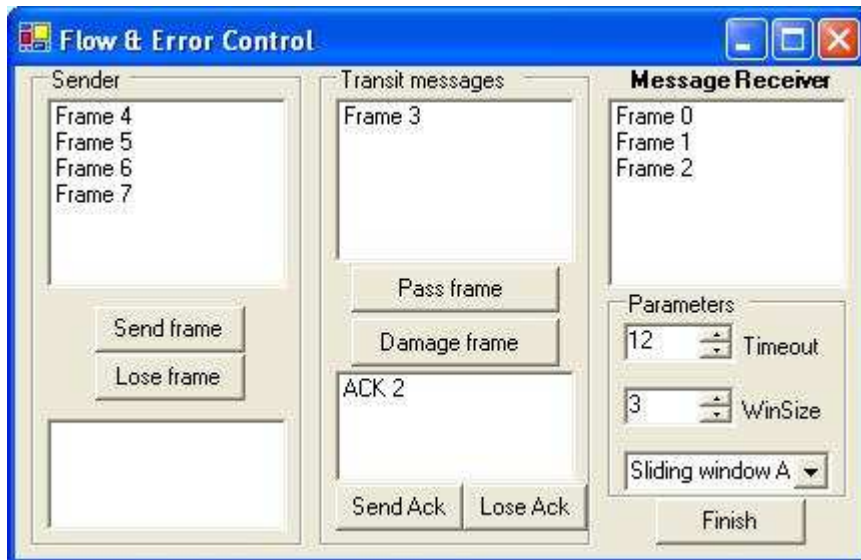 Flow & Error Control
Sender
Frame 4
Frame 5
Frame 6
Frame 7
Send frame
Lose frame
Transit messages
Frame 3
Pass frame
Damage frame
ACK 2
Send Ack
Lose Ack
Message Receiver
Frame 0
Frame 1
Frame 2
Parameters
12
Timeout
3
WinSize
Sliding window A
Finish